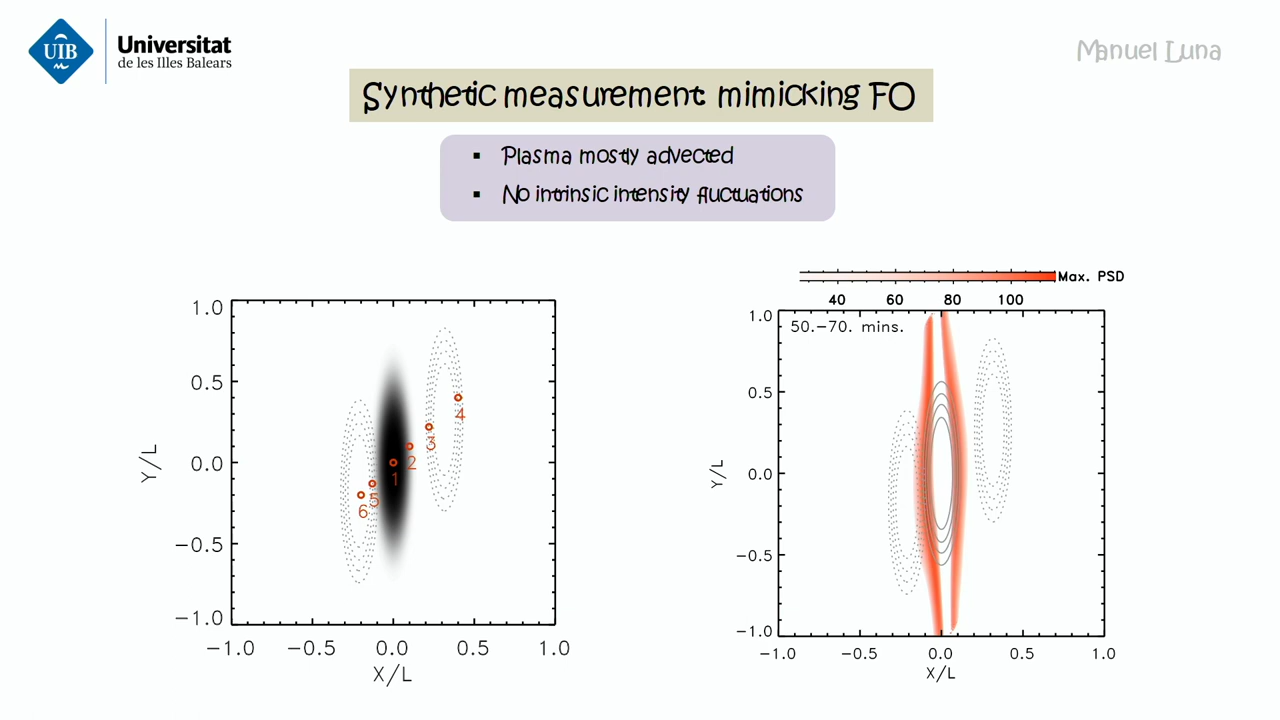 UIB
Universitat
de les Illes Balears
Manuel Luna
Synthetic measurement mimicking FO
▪ Plasma mostly advected
▪ No intrinsic intensity fluctuations
Max. PSD
40 60 80 100
50.-70. mins.
1.0
0.5
0.0
-0.5
-1.0
Y/L
-1.0 -0.5 0.0 0.5 1.0
X/L
1
2
3
4
5
6
1.0
0.5
0.0
-0.5
-1.0
Y/L
-1.0 -0.5 0.0 0.5 1.0
X/L